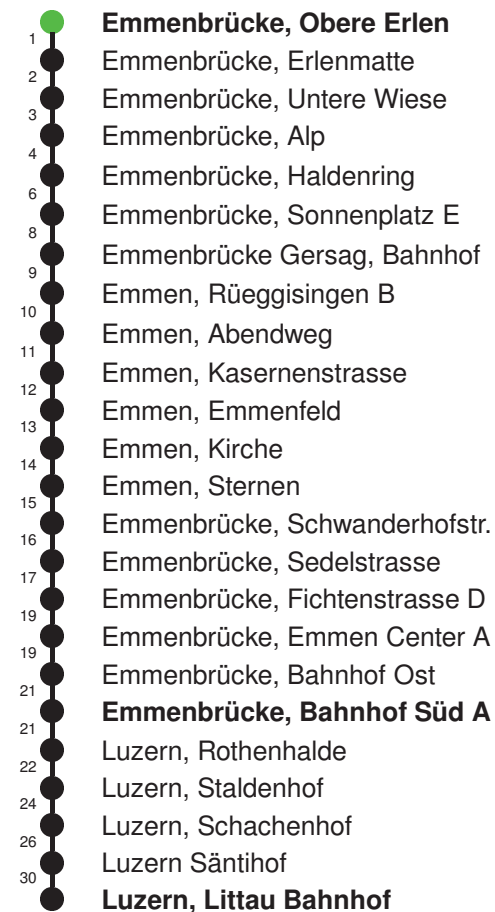 Emmenbrücke, Obere Erlen
1
Emmenbrücke, Erlenmatte
2
Emmenbrücke, Untere Wiese
3
Emmenbrücke, Alp
4
Emmenbrücke, Haldenring
6
Emmenbrücke, Sonnenplatz E
8
Emmenbrücke Gersag, Bahnhof
9
Emmen, Rüeggisingen B
10
Emmen, Abendweg
11
Emmen, Kasernenstrasse
12
Emmen, Emmenfeld
13
Emmen, Kirche
14
Emmen, Sternen
15
Emmenbrücke, Schwanderhofstr.
16
Emmenbrücke, Sedelstrasse
17
Emmenbrücke, Fichtenstrasse D
19
Emmenbrücke, Emmen Center A
19
Emmenbrücke, Bahnhof Ost
21
Emmenbrücke, Bahnhof Süd A
21
Luzern, Rothenhalde
22
Luzern, Staldenhof
24
Luzern, Schachenhof
26
Luzern Säntihof
30
Luzern, Littau Bahnhof